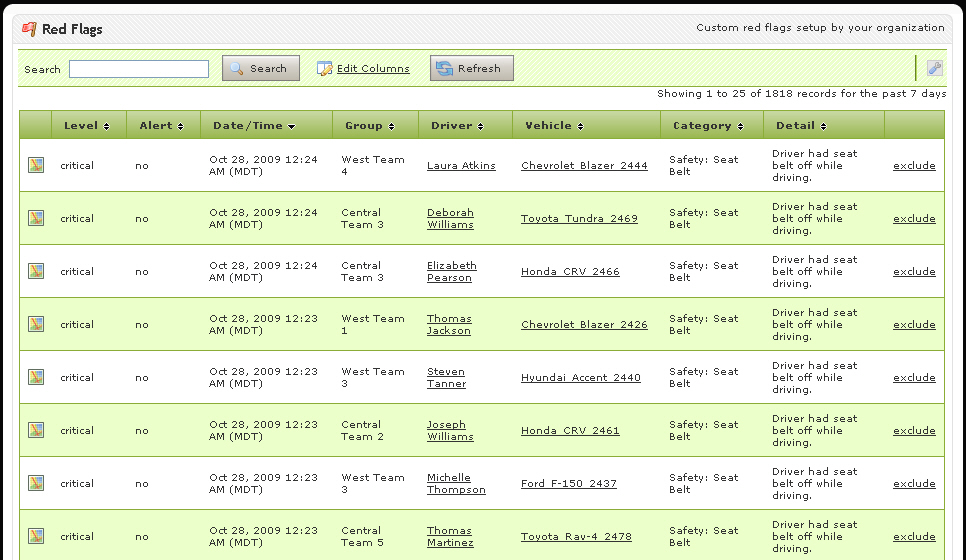 Red Flags
Custom red flags setup by your organization
Search Search Edit Columns Refresh
Showing 1 to 25 of 1818 records for the past 7 days
Level Alert Date/Time Group Driver Vehicle Category Detail
critical no Oct 28, 2009 12:24 AM (MDT) West Team 4 Laura Atkins Chevrolet Blazer 2444 Safety: Seat Belt Driver had seat belt off while driving. exclude
critical no Oct 28, 2009 12:24 AM (MDT) Central Team 3 Deborah Williams Toyota Tundra 2469 Safety: Seat Belt Driver had seat belt off while driving. exclude
critical no Oct 28, 2009 12:24 AM (MDT) Central Team 3 Elizabeth Pearson Honda CRV 2466 Safety: Seat Belt Driver had seat belt off while driving. exclude
critical no Oct 28, 2009 12:23 AM (MDT) West Team 1 Thomas Jackson Chevrolet Blazer 2426 Safety: Seat Belt Driver had seat belt off while driving. exclude
critical no Oct 28, 2009 12:23 AM (MDT) West Team 3 Steven Tanner Hyundai Accent 2440 Safety: Seat Belt Driver had seat belt off while driving. exclude
critical no Oct 28, 2009 12:23 AM (MDT) Central Team 2 Joseph Williams Honda CRV 2461 Safety: Seat Belt Driver had seat belt off while driving. exclude
critical no Oct 28, 2009 12:23 AM (MDT) West Team 3 Michelle Thompson Ford F-150 2437 Safety: Seat Belt Driver had seat belt off while driving. exclude
critical no Oct 28, 2009 12:23 AM (MDT) Central Team 5 Thomas Martinez Toyota Rav-4 2478 Safety: Seat Belt Driver had seat belt off while driving. exclude